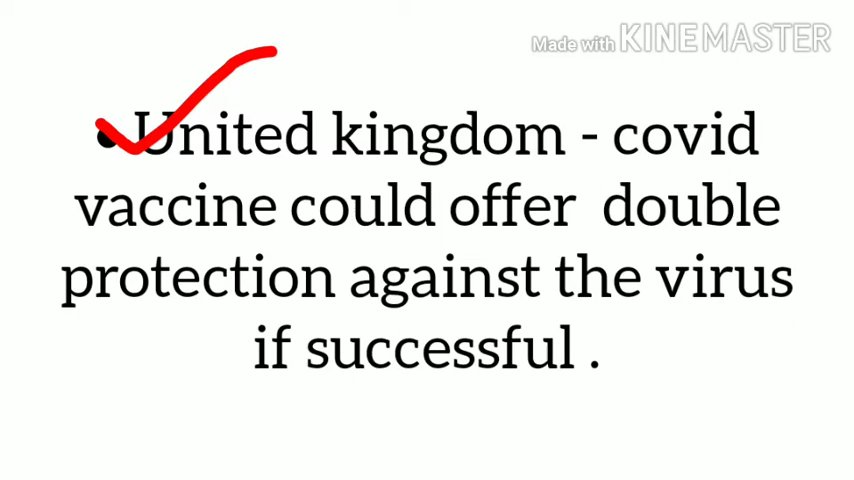 Made with KINEMASTER
• United kingdom - covid
vaccine could offer double
protection against the virus
if successful .